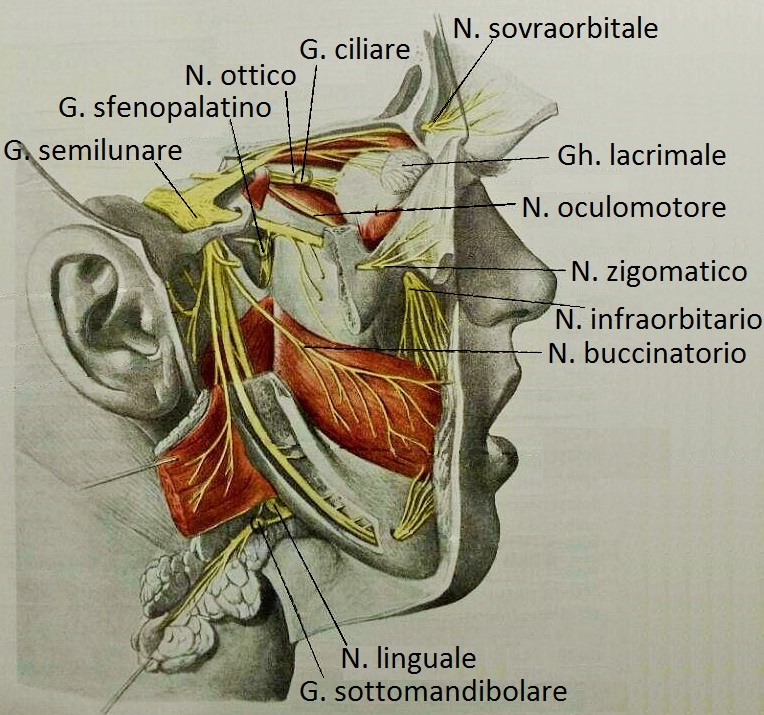 N. sovraorbitale
G. ciliare
N. ottico
G. sfenopalatino
G. semilunare
Gh. lacrimale
N. oculomotore
N. zigomatico
N. infraorbitario
N. buccinatorio
N. linguale
G. sottomandibolare